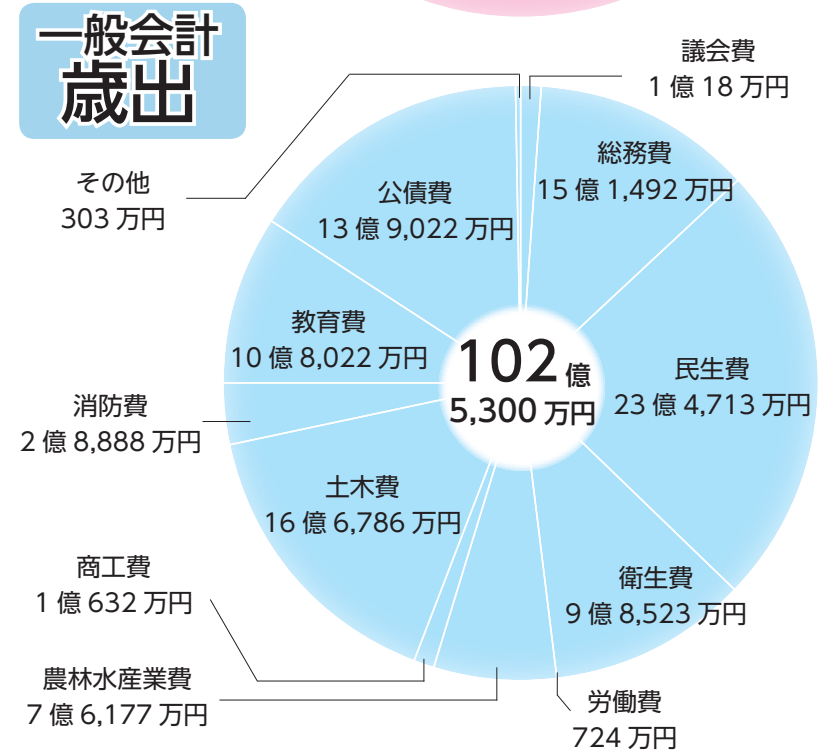 一般会計
歳出
議会費
1 億 18 万円
総務費
15 億 1,492 万円
民生費
23 億 4,713 万円
衛生費
9 億 8,523 万円
労働費
724 万円
農林水産業費
7 億 6,177 万円
商工費
1 億 632 万円
土木費
16 億 6,786 万円
消防費
2 億 8,888 万円
教育費
10 億 8,022 万円
公債費
13 億 9,022 万円
その他
303 万円
102 億
5,300 万円